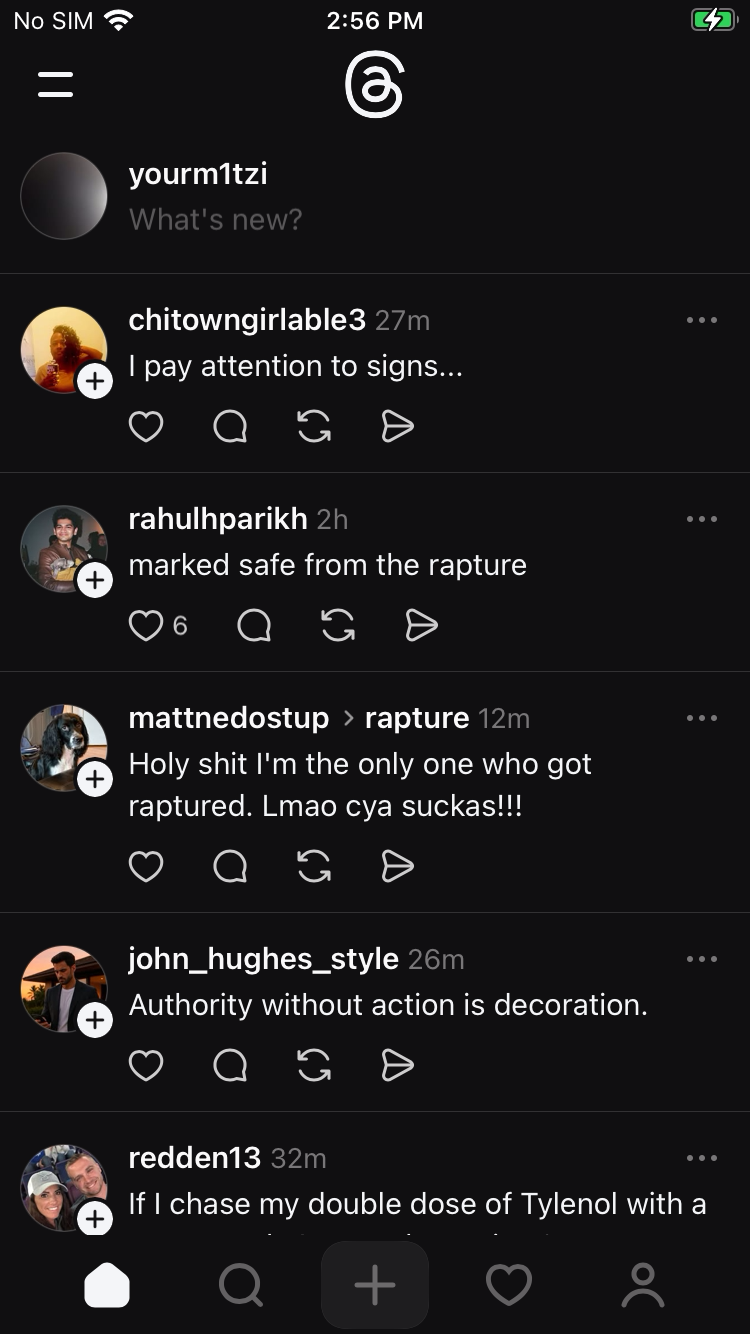 No SIM 2:56 PM
yourm1tzi
What's new?
chitowngirlable3 27m
I pay attention to signs...
rahulhparikh 2h
marked safe from the rapture
6
mattnedostup > rapture 12m
Holy shit I'm the only one who got
raptured. Lmao cya suckas!!!
john_hughes_style 26m
Authority without action is decoration.
redden13 32m
If I chase my double dose of Tylenol with a